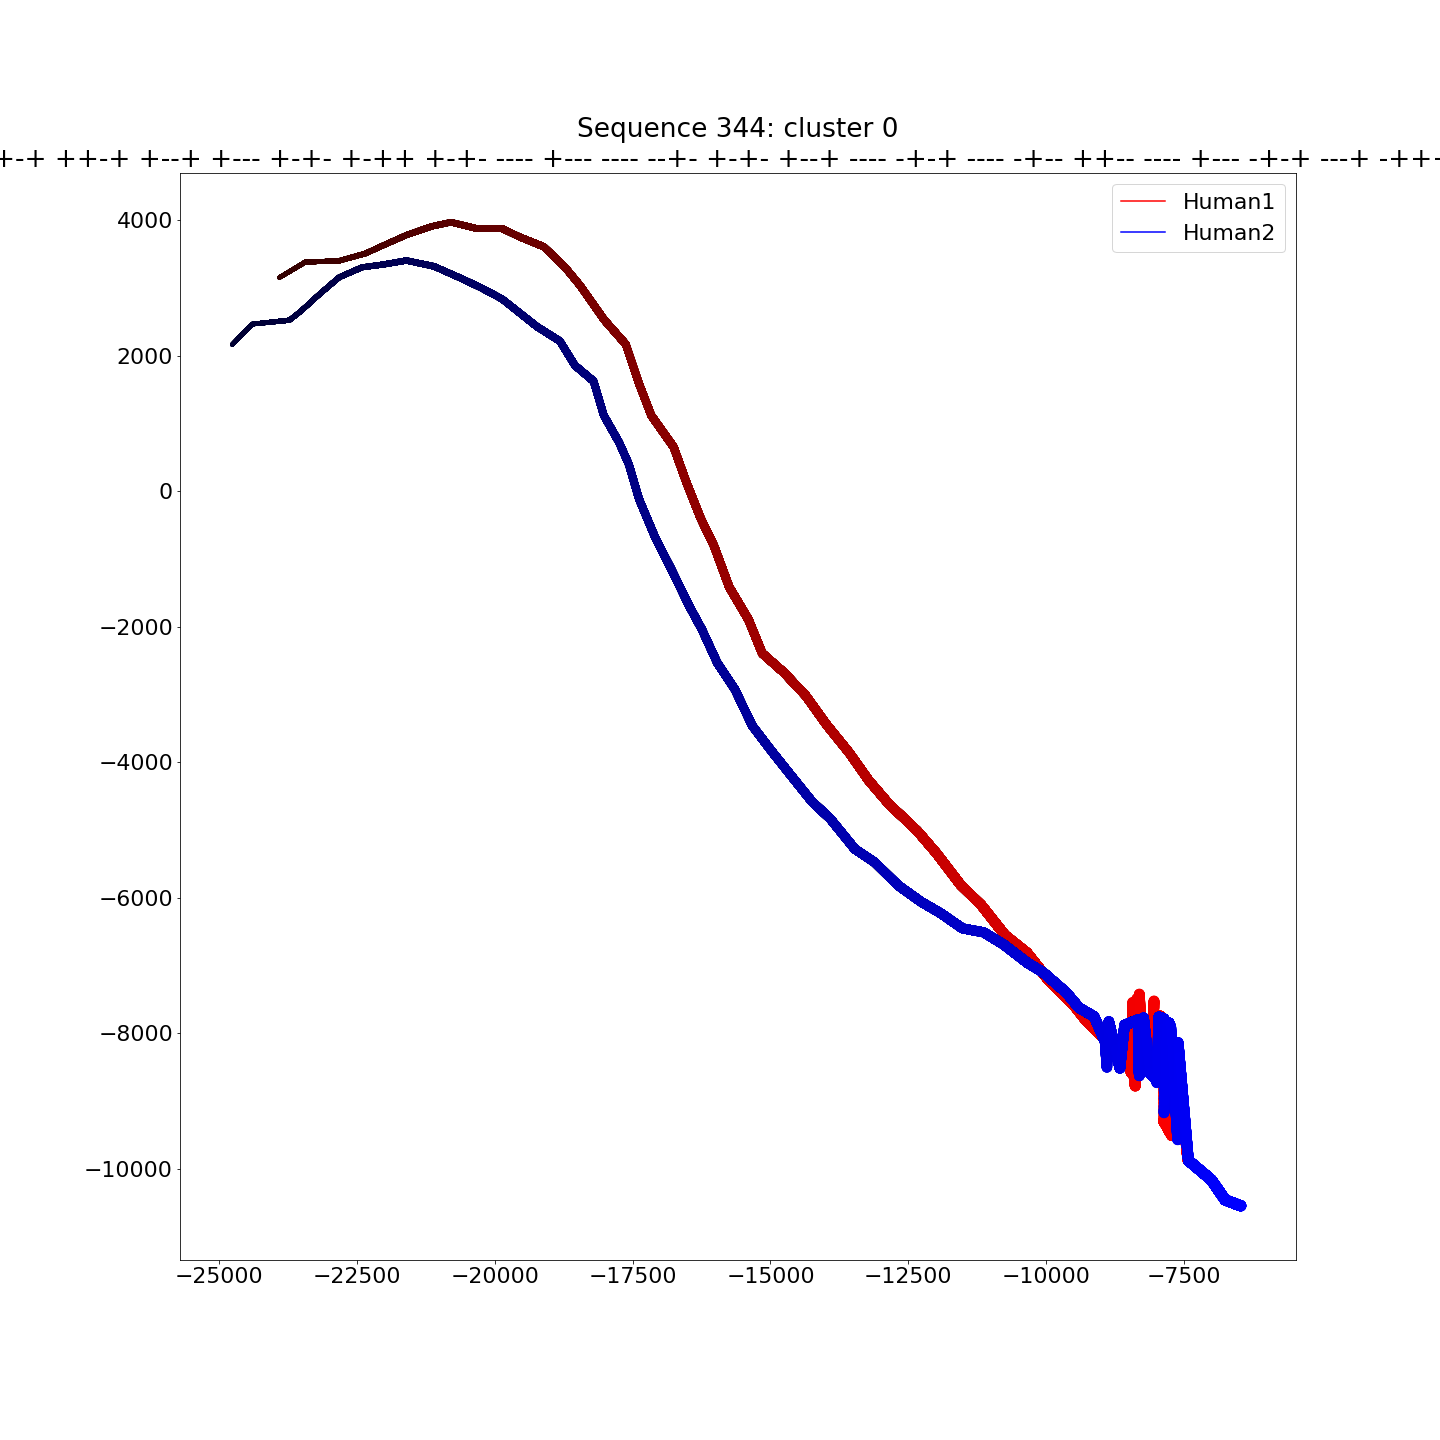 Sequence 344: cluster 0
+-+ ++-+ +--+ +--- +-+- +-++ +-+- ---- +--- ---- --+- +-+- +--+ ---- -+-+ ---- -+-- ++-- ---- +--- -+-+ ---+ -++-
Human1
Human2
4000
2000
0
−2000
−4000
−6000
−8000
−10000
−25000 −22500 −20000 −17500 −15000 −12500 −10000 −7500